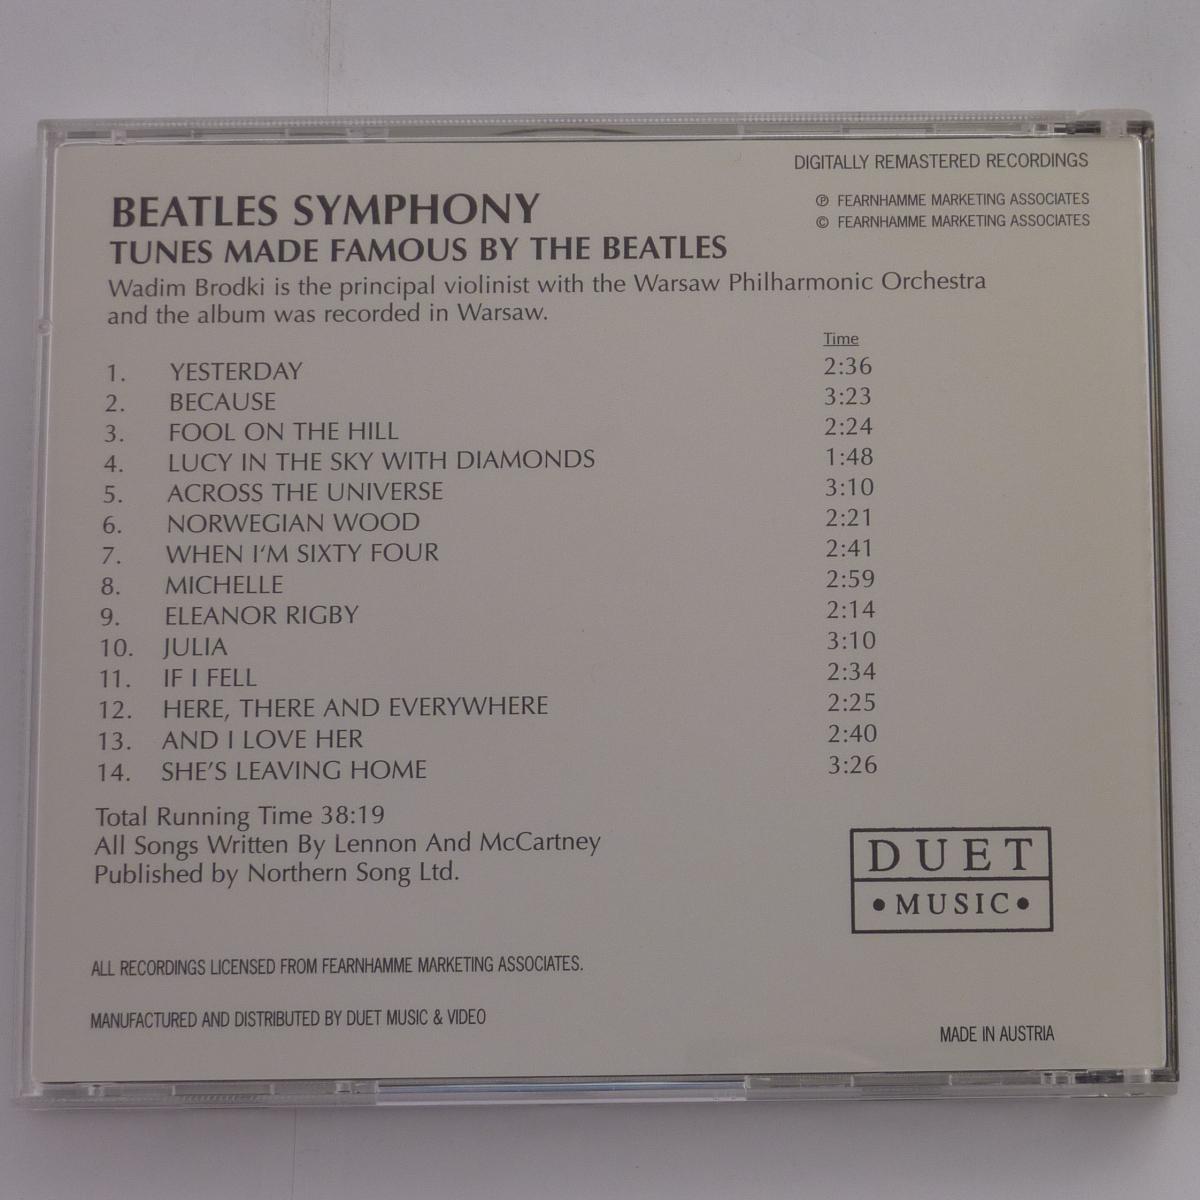 DIGITALLY REMASTERED RECORDINGS
BEATLES SYMPHONY
℗ FEARNHAMME MARKETING ASSOCIATES
© FEARNHAMME MARKETING ASSOCIATES
TUNES MADE FAMOUS BY THE BEATLES
Wadim Brodki is the principal violinist with the Warsaw Philharmonic Orchestra
and the album was recorded in Warsaw.
Time
1. YESTERDAY 2:36
2. BECAUSE 3:23
3. FOOL ON THE HILL 2:24
4. LUCY IN THE SKY WITH DIAMONDS 1:48
5. ACROSS THE UNIVERSE 3:10
6. NORWEGIAN WOOD 2:21
7. WHEN I‘M SIXTY FOUR 2:41
8. MICHELLE 2:59
9. ELEANOR RIGBY 2:14
10. JULIA 3:10
11. IF I FELL 2:34
12. HERE, THERE AND EVERYWHERE 2:25
13. AND I LOVE HER 2:40
14. SHE’S LEAVING HOME 3:26
Total Running Time 38:19
All Songs Written By Lennon And McCartney
Published by Northern Song Ltd.
DUET
• MUSIC •
ALL RECORDINGS LICENSED FROM FEARNHAMME MARKETING ASSOCIATES.
MANUFACTURED AND DISTRIBUTED BY DUET MUSIC & VIDEO
MADE IN AUSTRIA